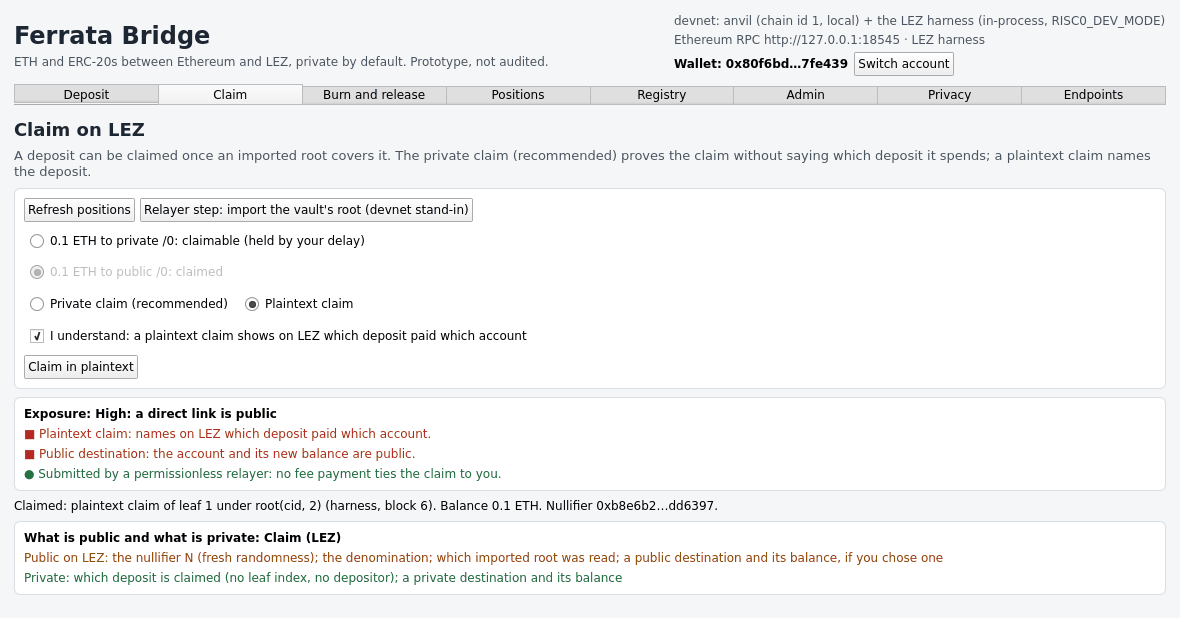 Ferrata Bridge
ETH and ERC-20s between Ethereum and LEZ, private by default. Prototype, not audited.
devnet: anvil (chain id 1, local) + the LEZ harness (in-process, RISC0_DEV_MODE)
Ethereum RPC http://127.0.0.1:18545 · LEZ harness
Wallet: 0x80f6bd…7fe439 Switch account
Deposit Claim Burn and release Positions Registry Admin Privacy Endpoints
Claim on LEZ
A deposit can be claimed once an imported root covers it. The private claim (recommended) proves the claim without saying which deposit it spends; a plaintext claim names
the deposit.
Refresh positions Relayer step: import the vault's root (devnet stand-in)
0.1 ETH to private /0: claimable (held by your delay)
0.1 ETH to public /0: claimed
Private claim (recommended) Plaintext claim
I understand: a plaintext claim shows on LEZ which deposit paid which account
Claim in plaintext
Exposure: High: a direct link is public
Plaintext claim: names on LEZ which deposit paid which account.
Public destination: the account and its new balance are public.
Submitted by a permissionless relayer: no fee payment ties the claim to you.
Claimed: plaintext claim of leaf 1 under root(cid, 2) (harness, block 6). Balance 0.1 ETH. Nullifier 0xb8e6b2…dd6397.
What is public and what is private: Claim (LEZ)
Public on LEZ: the nullifier N (fresh randomness); the denomination; which imported root was read; a public destination and its balance, if you chose one
Private: which deposit is claimed (no leaf index, no depositor); a private destination and its balance